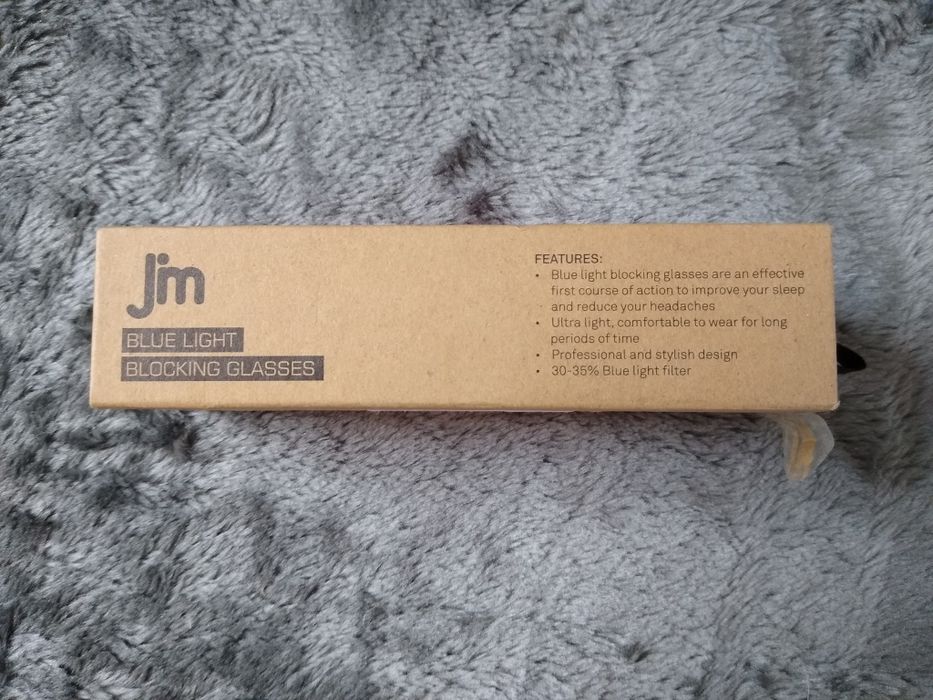 Jim
BLUE LIGHT
BLOCKING GLASSES
FEATURES:
• Blue light blocking glasses are an effective
first course of action to improve your sleep
and reduce your headaches
• Ultra light, comfortable to wear for long
periods of time
• Professional and stylish design
• 30-35% Blue light filter